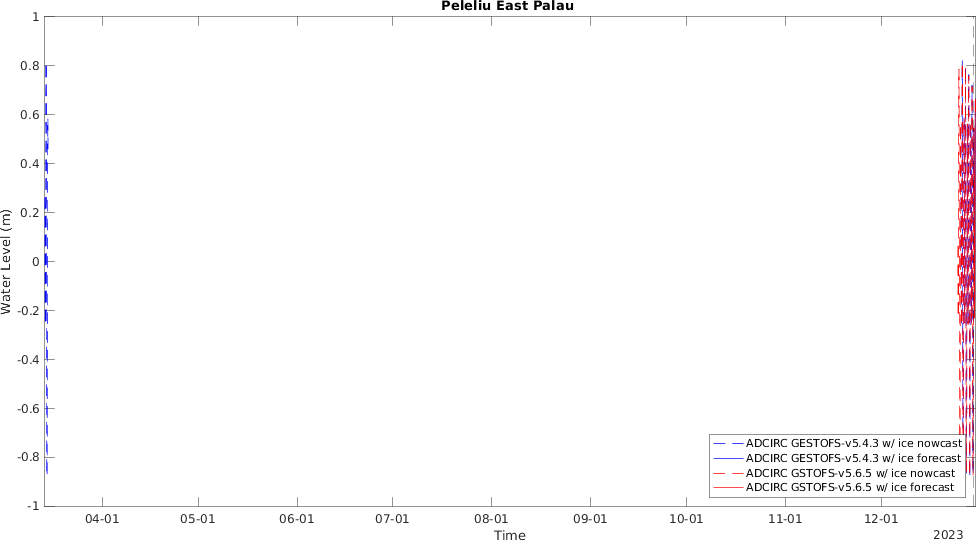 Peleliu East Palau
1
0.8
0.6
0.4
0.2
0
-0.2
-0.4
-0.6
-0.8
-1
Water Level (m)
ADCIRC GESTOFS-v5.4.3 w/ ice nowcast
ADCIRC GESTOFS-v5.4.3 w/ ice forecast
ADCIRC GSTOFS-v5.6.5 w/ ice nowcast
ADCIRC GSTOFS-v5.6.5 w/ ice forecast
04-01 05-01 06-01 07-01 08-01 09-01 10-01 11-01 12-01
Time
2023